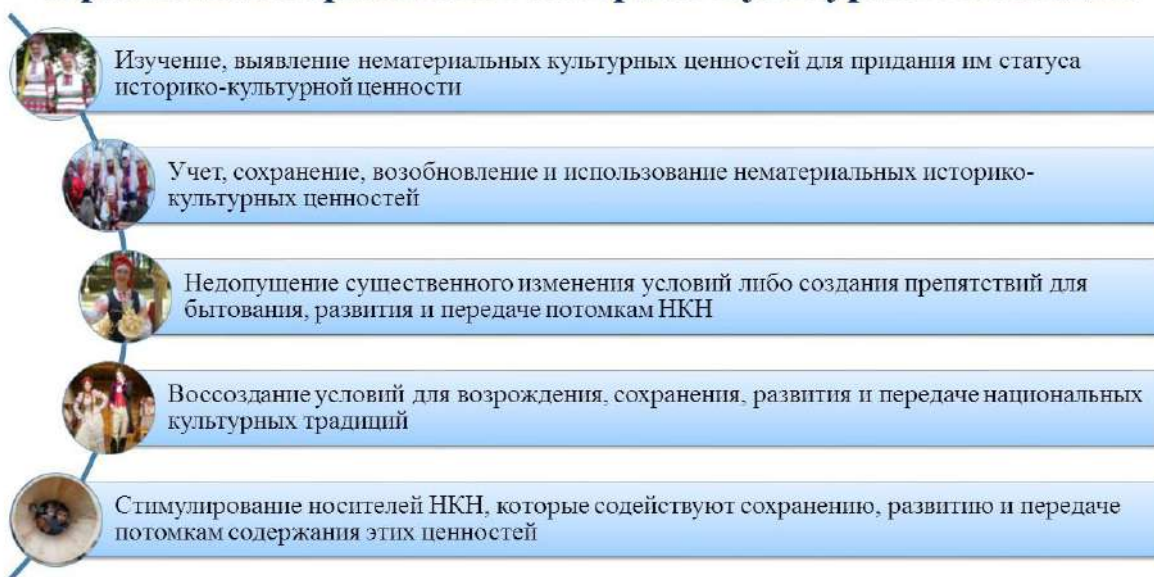 Изучение, выявление нематериальных культурных ценностей для придания им статуса
историко-культурной ценности
Учет, сохранение, возобновление и использование нематериальных историко-
культурных ценностей
Недопущение существенного изменения условий либо создания препятствий для
бытования, развития и передаче потомкам НКН
Воссоздание условий для возрождения, сохранения, развития и передаче национальных
культурных традиций
Стимулирование носителей НКН, которые содействуют сохранению, развитию и передаче
потомкам содержания этих ценностей